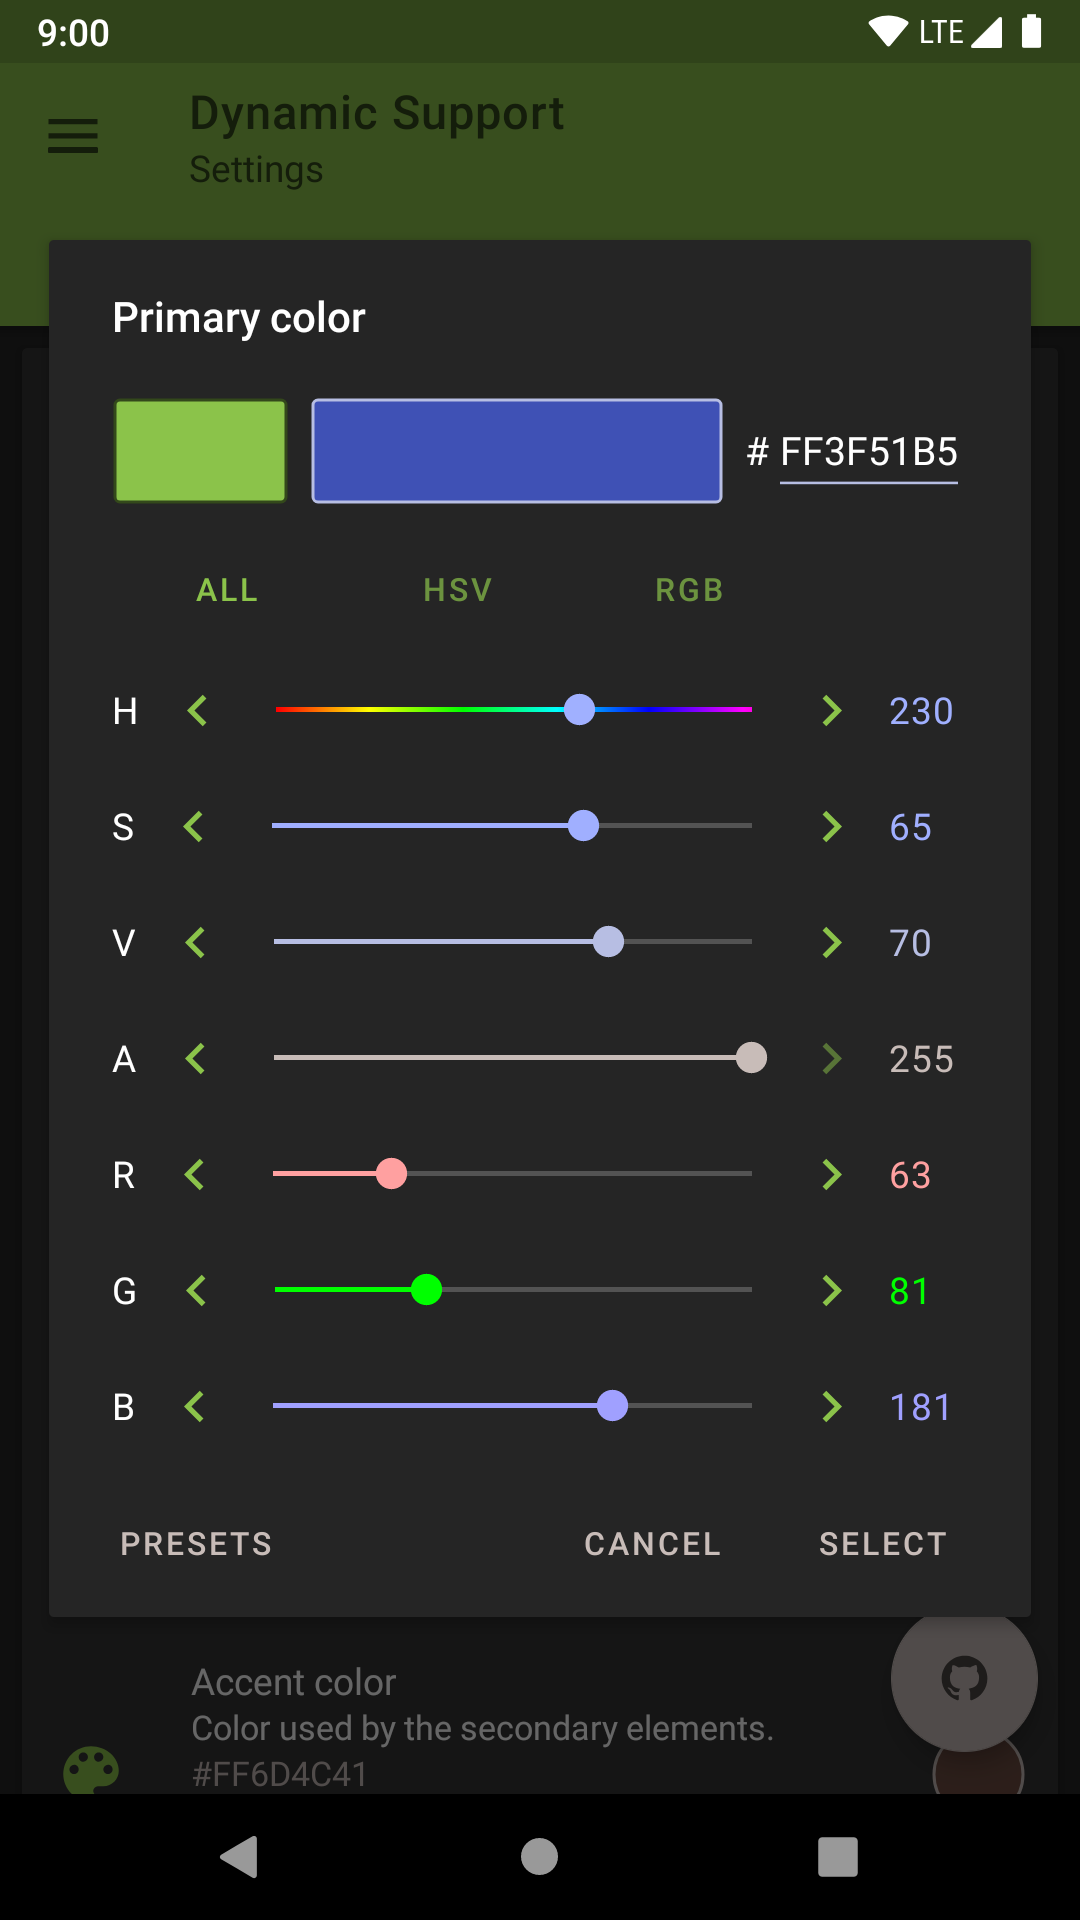 9:00 LTE
Dynamic Support
Settings
Primary color
# FF3F51B5
ALL HSV RGB
H 230
S 65
V 70
A 255
R 63
G 81
B 181
PRESETS CANCEL SELECT
Accent color
Color used by the secondary elements.
#FF6D4C41